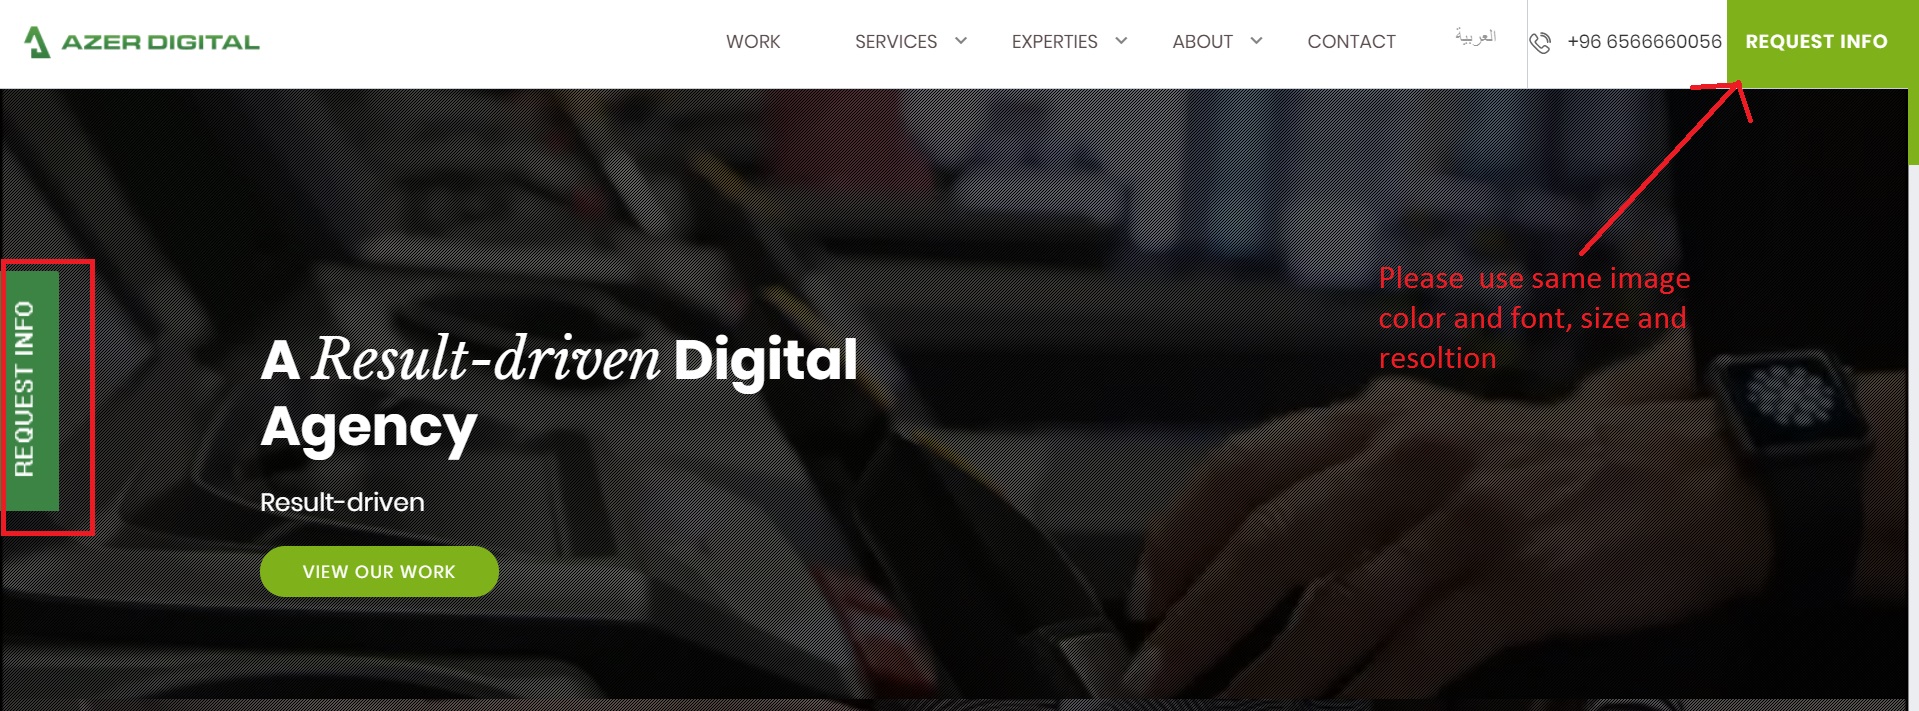 AZER DIGITAL
WORK
SERVICES
EXPERTIES
ABOUT
CONTACT
العربية
+96 6566660056
REQUEST INFO
Please use same image
color and font, size and
resoltion
REQUEST INFO
A Result-driven Digital
Agency
Result-driven
VIEW OUR WORK